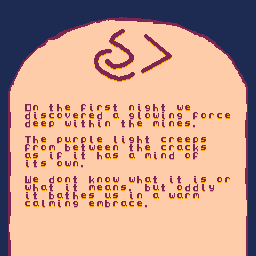 On the first night we
discovered a glowing force
deep within the mines.
The purple light creeps
from between the cracks
as if it has a mind of
its own.
We dont know what it is or
what it means. but oddly
it bathes us in a warm
calming embrace.